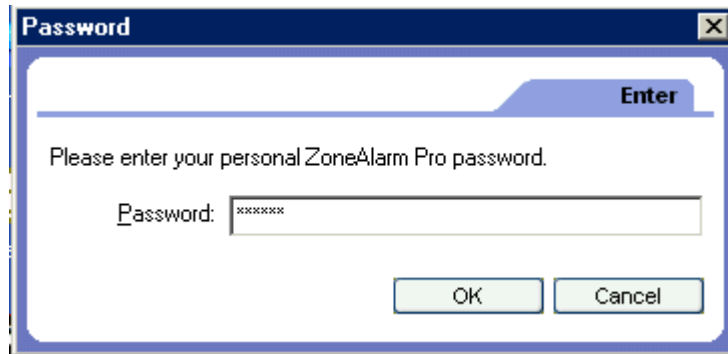 Password
Enter
Please enter your personal ZoneAlarm Pro password.
Password: ******
OK Cancel